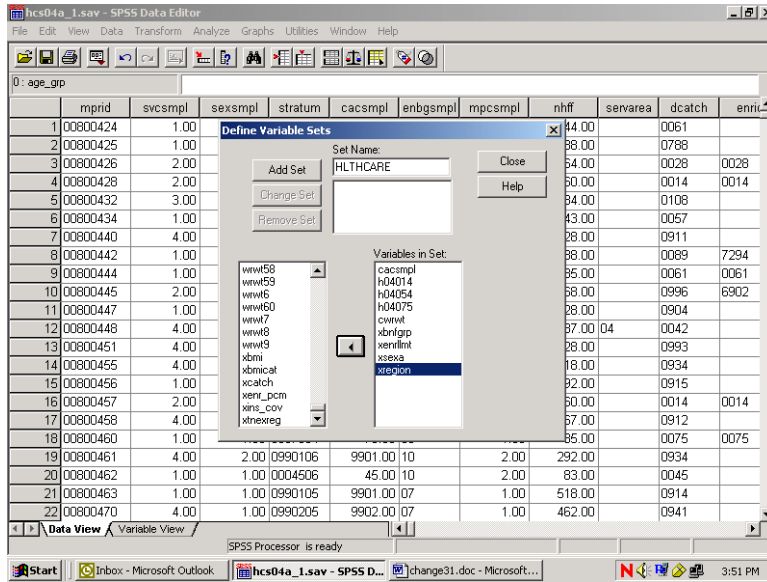 hcs04a_1.sav - SPSS Data Editor
File Edit View Data Transform Analyze Graphs Utilities Window Help
0 : age_grp
mprid svcsmpl sexsmpl stratum cacsmpl enbgsmpl mpcsmpl nhff servarea dcatch enric
1 00800424 1.00 44.00 0061
2 00800425 1.00 38.00 0788
3 00800426 2.00 54.00 0028 0028
4 00800428 2.00 60.00 0014 0014
5 00800432 3.00 34.00 0108
6 00800434 1.00 43.00 0057
7 00800440 4.00 28.00 0911
8 00800442 1.00 38.00 0089 7294
9 00800444 1.00 35.00 0061 0061
10 00800445 2.00 58.00 0996 6902
11 00800447 1.00 28.00 0904
12 00800448 4.00 37.00 04 0042
13 00800451 4.00 28.00 0993
14 00800455 4.00 18.00 0934
15 00800456 1.00 92.00 0915
16 00800457 2.00 60.00 0014 0014
17 00800458 4.00 57.00 0912
18 00800460 1.00 35.00 0075 0075
19 00800461 4.00 2.00 0990106 9901.00 10 2.00 292.00 0934
20 00800462 1.00 1.00 0004506 45.00 10 2.00 83.00 0045
21 00800463 1.00 1.00 0990105 9901.00 07 1.00 518.00 0914
22 00800470 4.00 1.00 0990205 9902.00 07 1.00 462.00 0941
Define Variable Sets
Set Name:
Add Set HLTHCARE Close
Change Set Help
Remove Set
Variables in Set:
wrwt58
wrwt59
wrwt6
wrwt60
wrwt7
wrwt8
wrwt9
xbmi
xbmicat
xcatch
xenr_pcm
xins_cov
xtnexreg
cacsmpl
h04014
h04054
h04075
cwrwt
xbnfgrp
xenrllmt
xsexa
xregion
Data View Variable View
SPSS Processor is ready
Start Inbox - Microsoft Outlook hcs04a_1.sav - SPSS D... change31.doc - Microsoft... 3:51 PM